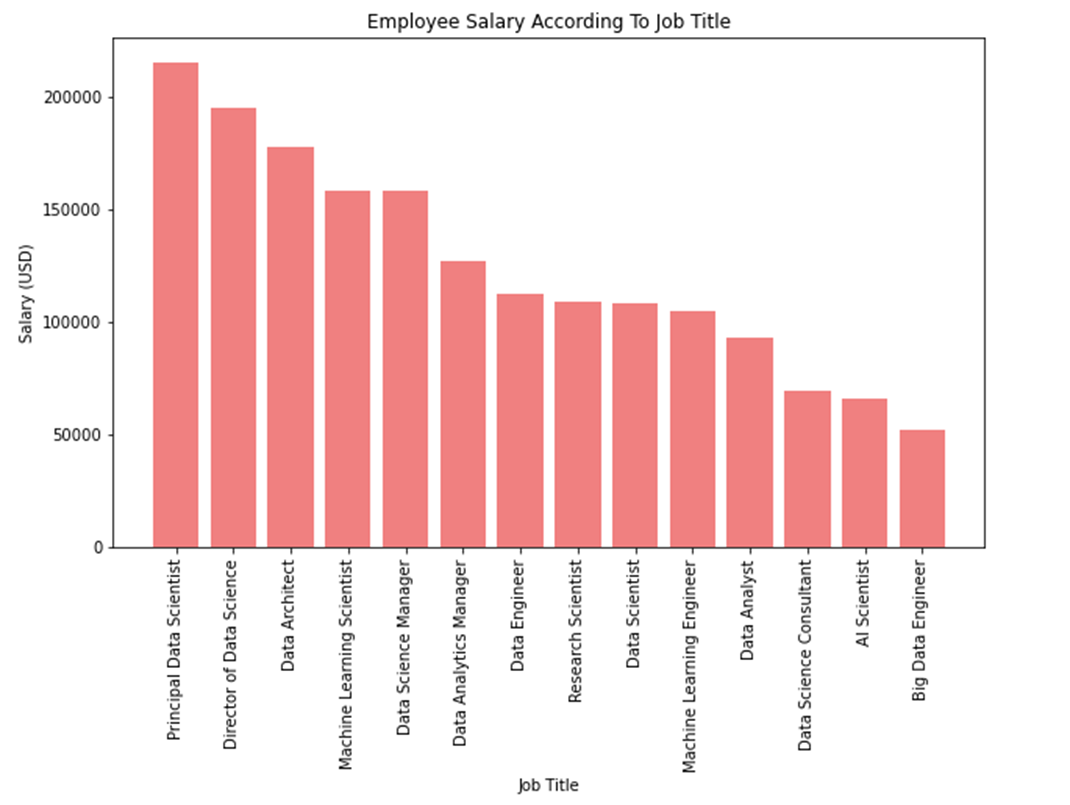 Employee Salary According To Job Title
Salary (USD)
200000
150000
100000
50000
0
Principal Data Scientist
Director of Data Science
Data Architect
Machine Learning Scientist
Data Science Manager
Data Analytics Manager
Data Engineer
Research Scientist
Data Scientist
Machine Learning Engineer
Data Analyst
Data Science Consultant
AI Scientist
Big Data Engineer
Job Title